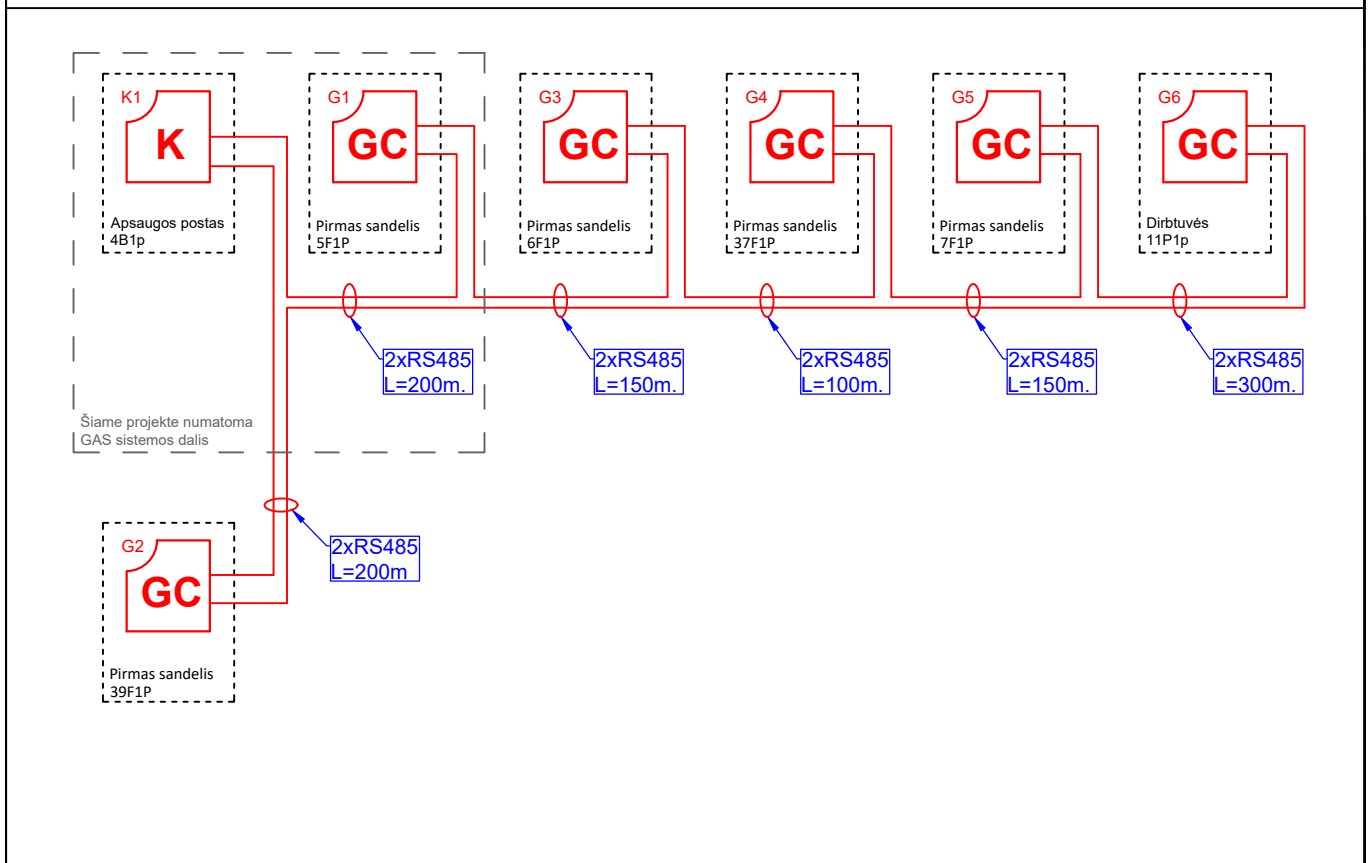 K1
K
Apsaugos postas
4B1p
G1
GC
Pirmas sandelis
5F1P
G3
GC
Pirmas sandelis
6F1P
G4
GC
Pirmas sandelis
37F1P
G5
GC
Pirmas sandelis
7F1P
G6
GC
Dirbtuvės
11P1p
2xRS485
L=200m.
2xRS485
L=150m.
2xRS485
L=100m.
2xRS485
L=150m.
2xRS485
L=300m.
Šiame projekte numatoma
GAS sistemos dalis
2xRS485
L=200m
G2
GC
Pirmas sandelis
39F1P